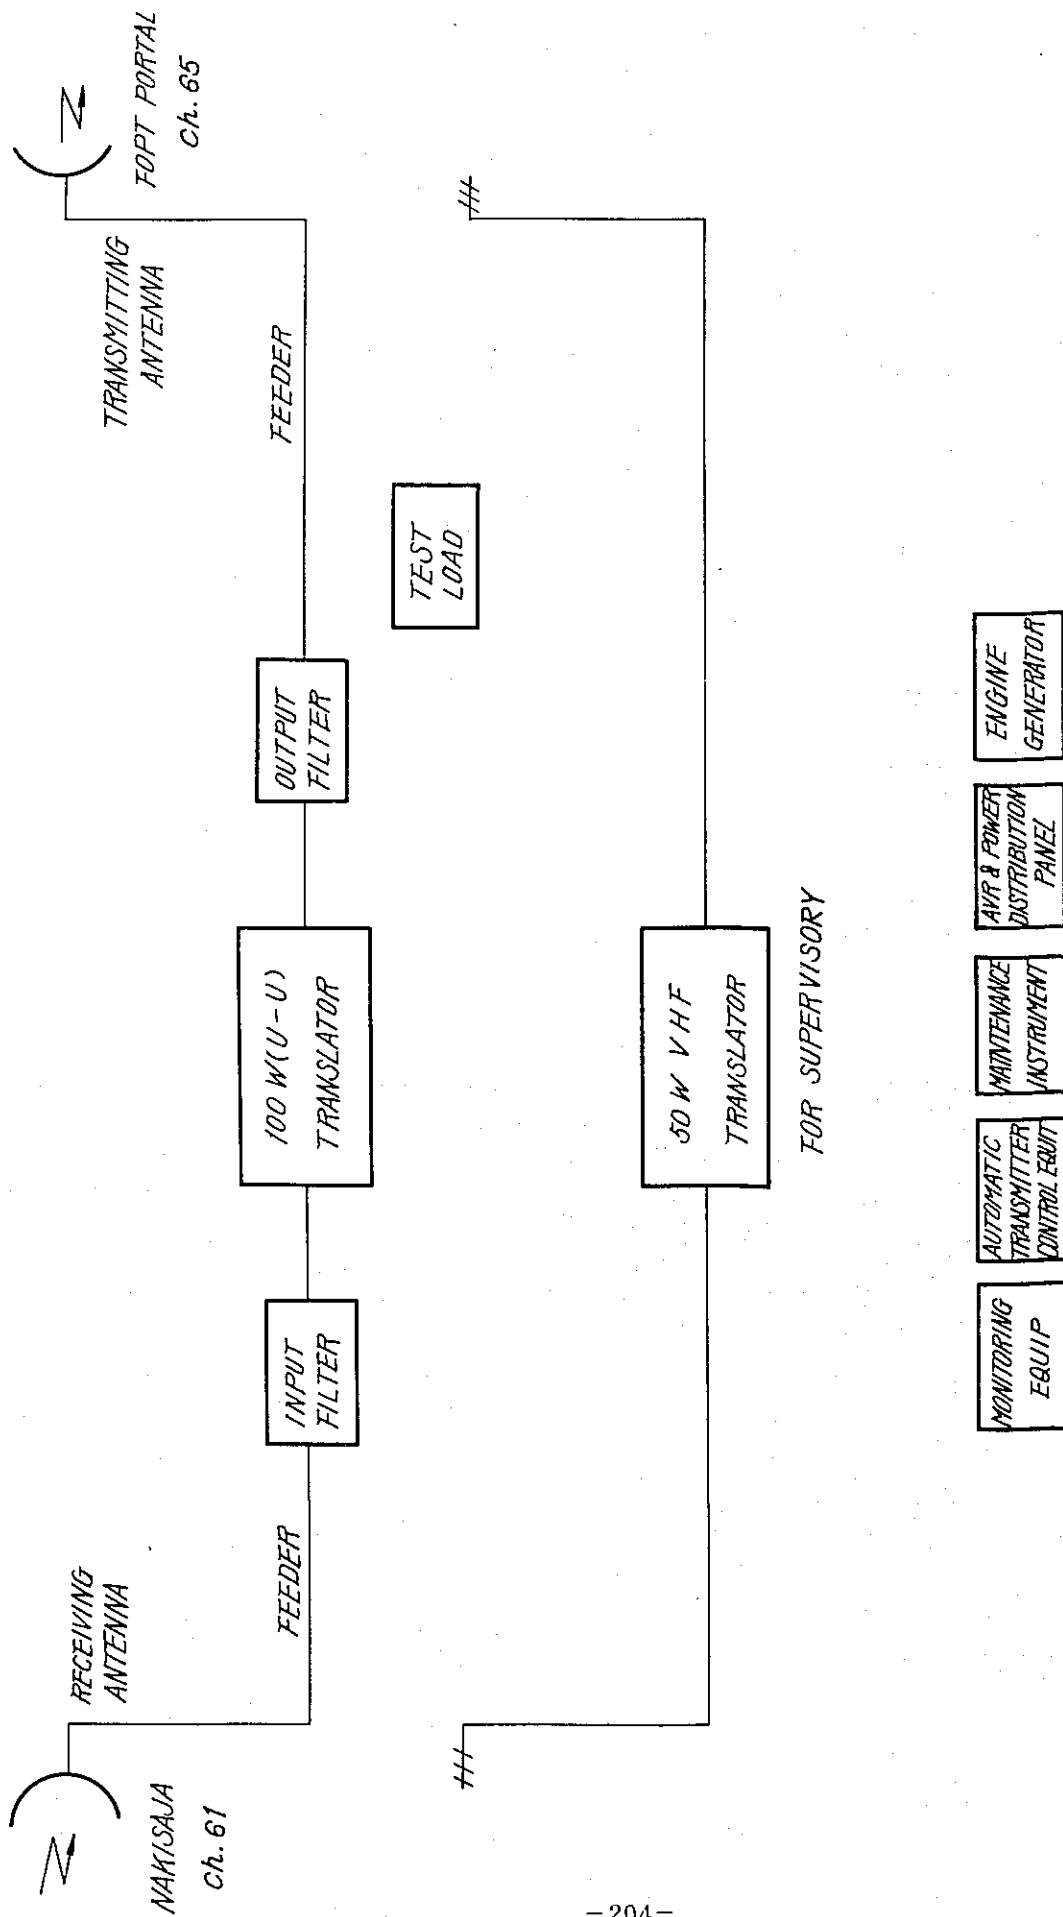 NAKISAJA
Ch. 61
RECEIVING
ANTENNA
FEEDER
INPUT
FILTER
100 W(U-U)
TRANSLATOR
OUTPUT
FILTER
FEEDER
TRANSMITTING
ANTENNA
FOPT PORTAL
Ch. 65
TEST
LOAD
50 W VHF
TRANSLATOR
FOR SUPERVISORY
MONITORING
EQUIP
AUTOMATIC
TRANSMITTER
CONTROL EQUIT
MAINTENANCE
INSTRUMENT
AVR & POWER
DISTRIBUTION
PANEL
ENGINE
GENERATOR
-204-